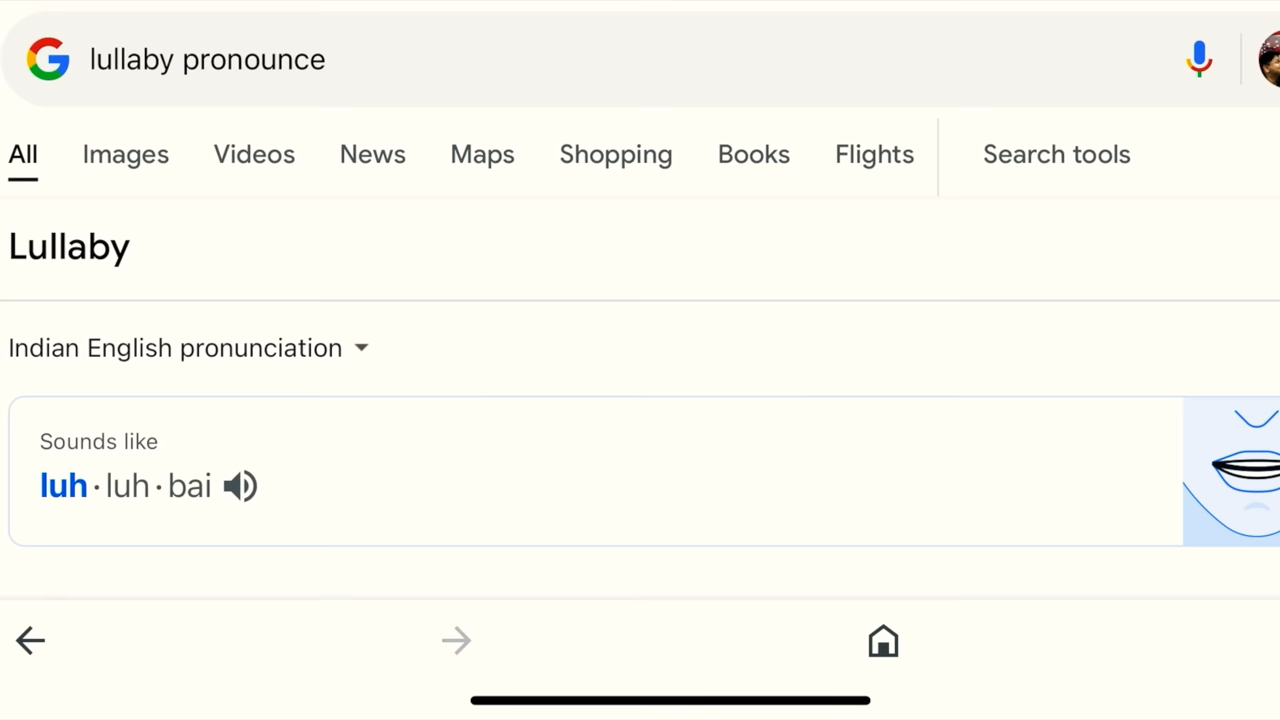 lullaby pronounce
All Images Videos News Maps Shopping Books Flights Search tools
Lullaby
Indian English pronunciation
Sounds like
luh · luh · bai